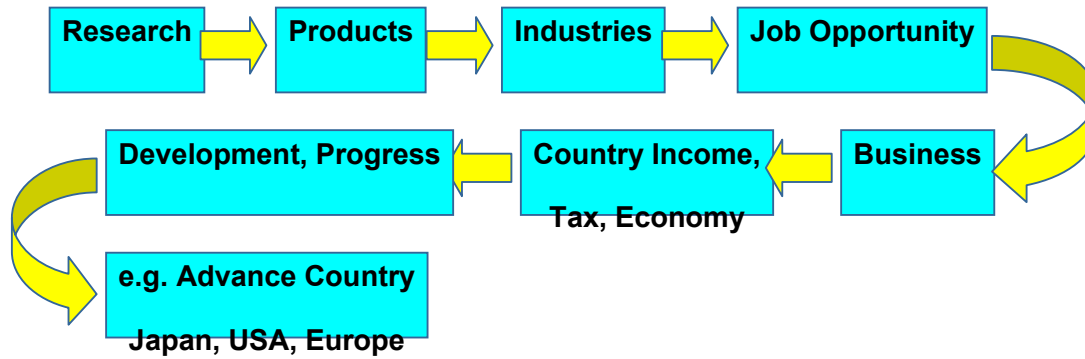 Research
Products
Industries
Job Opportunity
Business
Country Income,
Tax, Economy
Development, Progress
e.g. Advance Country
Japan, USA, Europe